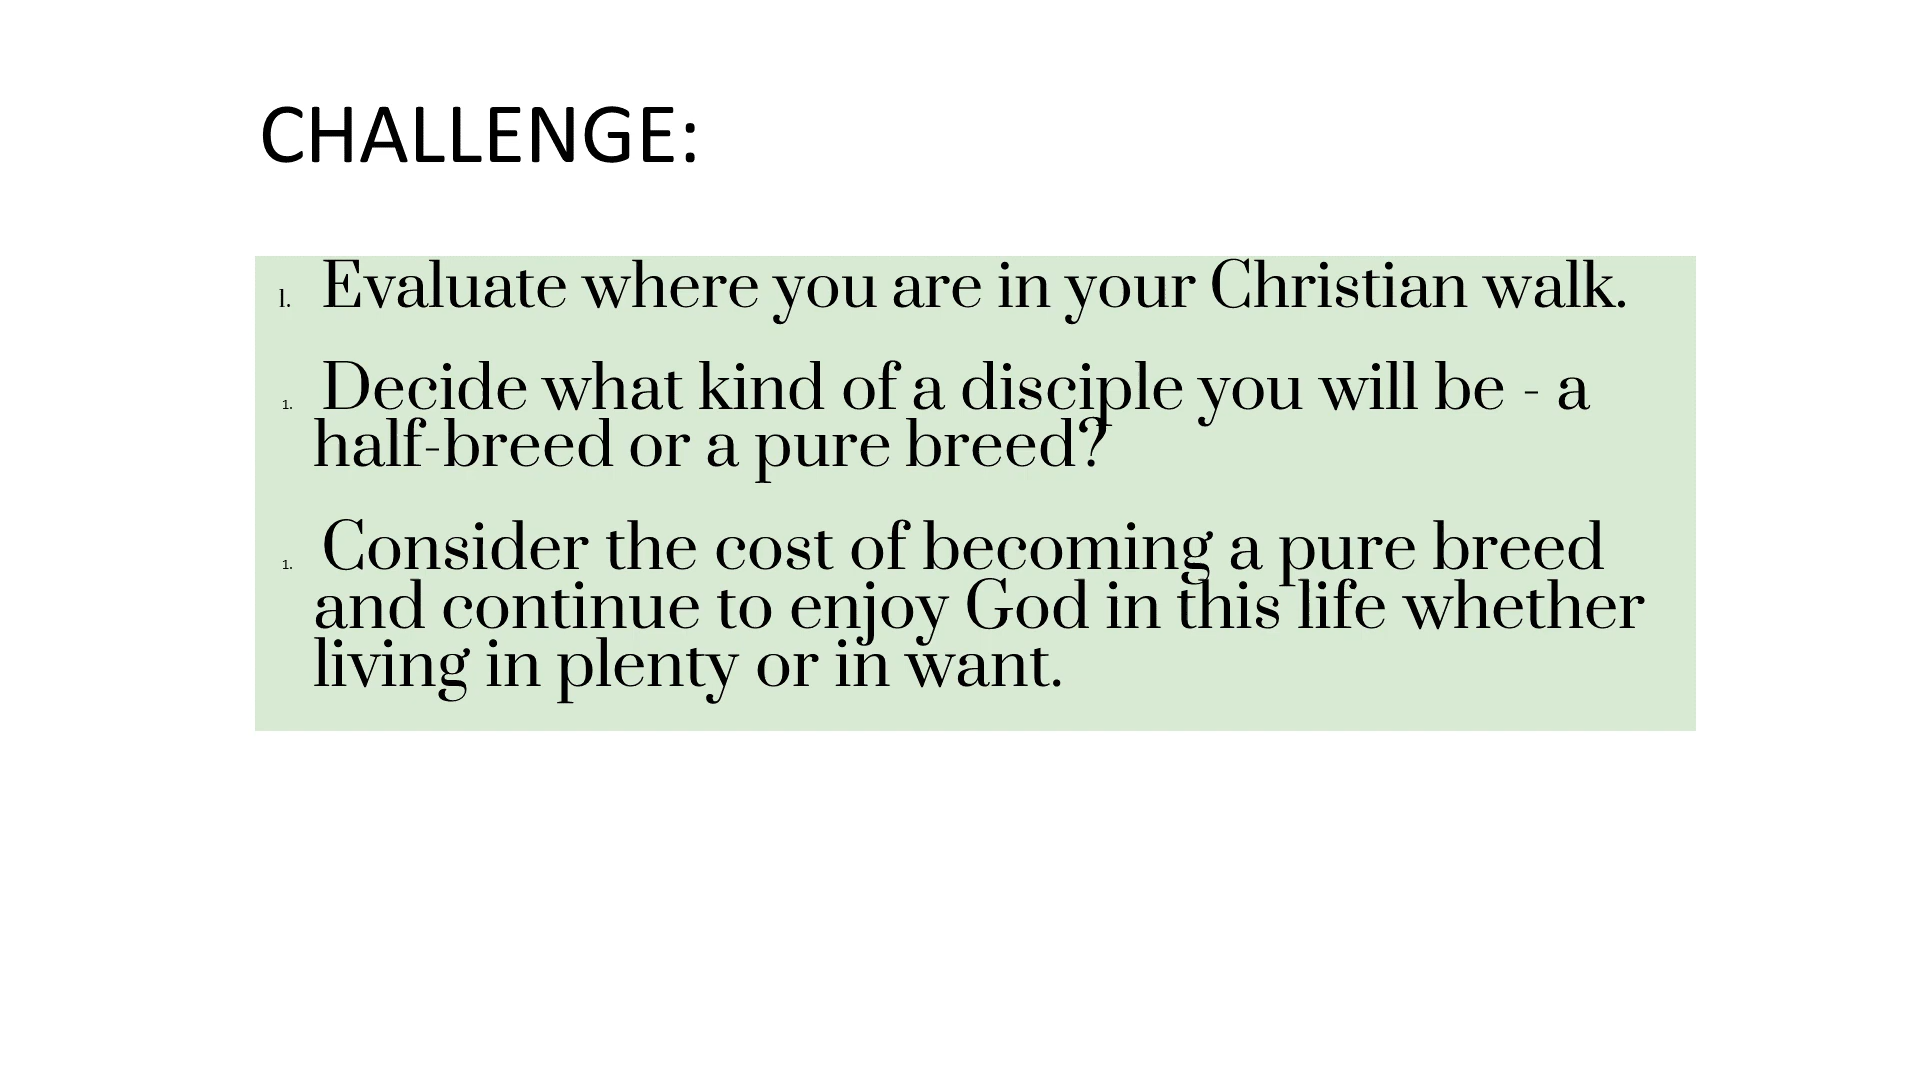 CHALLENGE:
1. Evaluate where you are in your Christian walk.
1. Decide what kind of a disciple you will be - a
half-breed or a pure breed?
1. Consider the cost of becoming a pure breed
and continue to enjoy God in this life whether
living in plenty or in want.